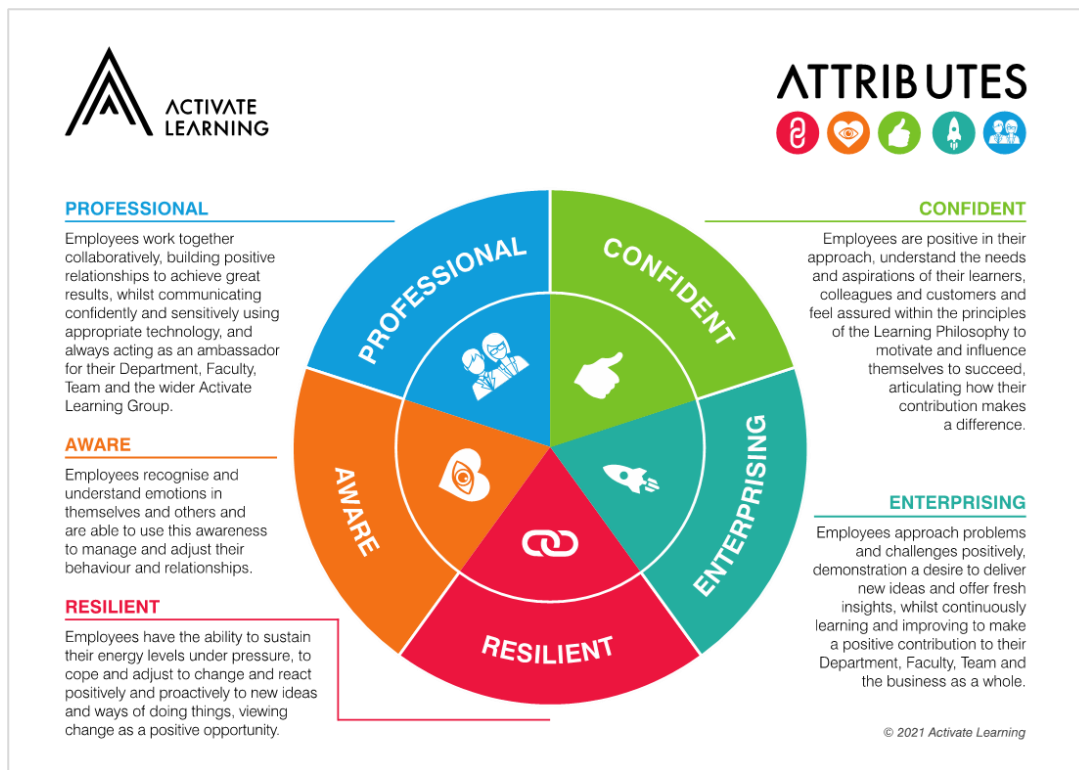 ACTIVATE
LEARNING
ATTRIBUTES
PROFESSIONAL
Employees work together
collaboratively, building positive
relationships to achieve great
results, whilst communicating
confidently and sensitively using
appropriate technology, and
always acting as an ambassador
for their Department, Faculty,
Team and the wider Activate
Learning Group.
AWARE
Employees recognise and
understand emotions in
themselves and others and
are able to use this awareness
to manage and adjust their
behaviour and relationships.
RESILIENT
Employees have the ability to sustain
their energy levels under pressure, to
cope and adjust to change and react
positively and proactively to new ideas
and ways of doing things, viewing
change as a positive opportunity.
PROFESSIONAL
CONFIDENT
AWARE
ENTERPRISING
RESILIENT
CONFIDENT
Employees are positive in their
approach, understand the needs
and aspirations of their learners,
colleagues and customers and
feel assured within the principles
of the Learning Philosophy to
motivate and influence
themselves to succeed,
articulating how their
contribution makes
a difference.
ENTERPRISING
Employees approach problems
and challenges positively,
demonstration a desire to deliver
new ideas and offer fresh
insights, whilst continuously
learning and improving to make
a positive contribution to their
Department, Faculty, Team and
the business as a whole.
© 2021 Activate Learning